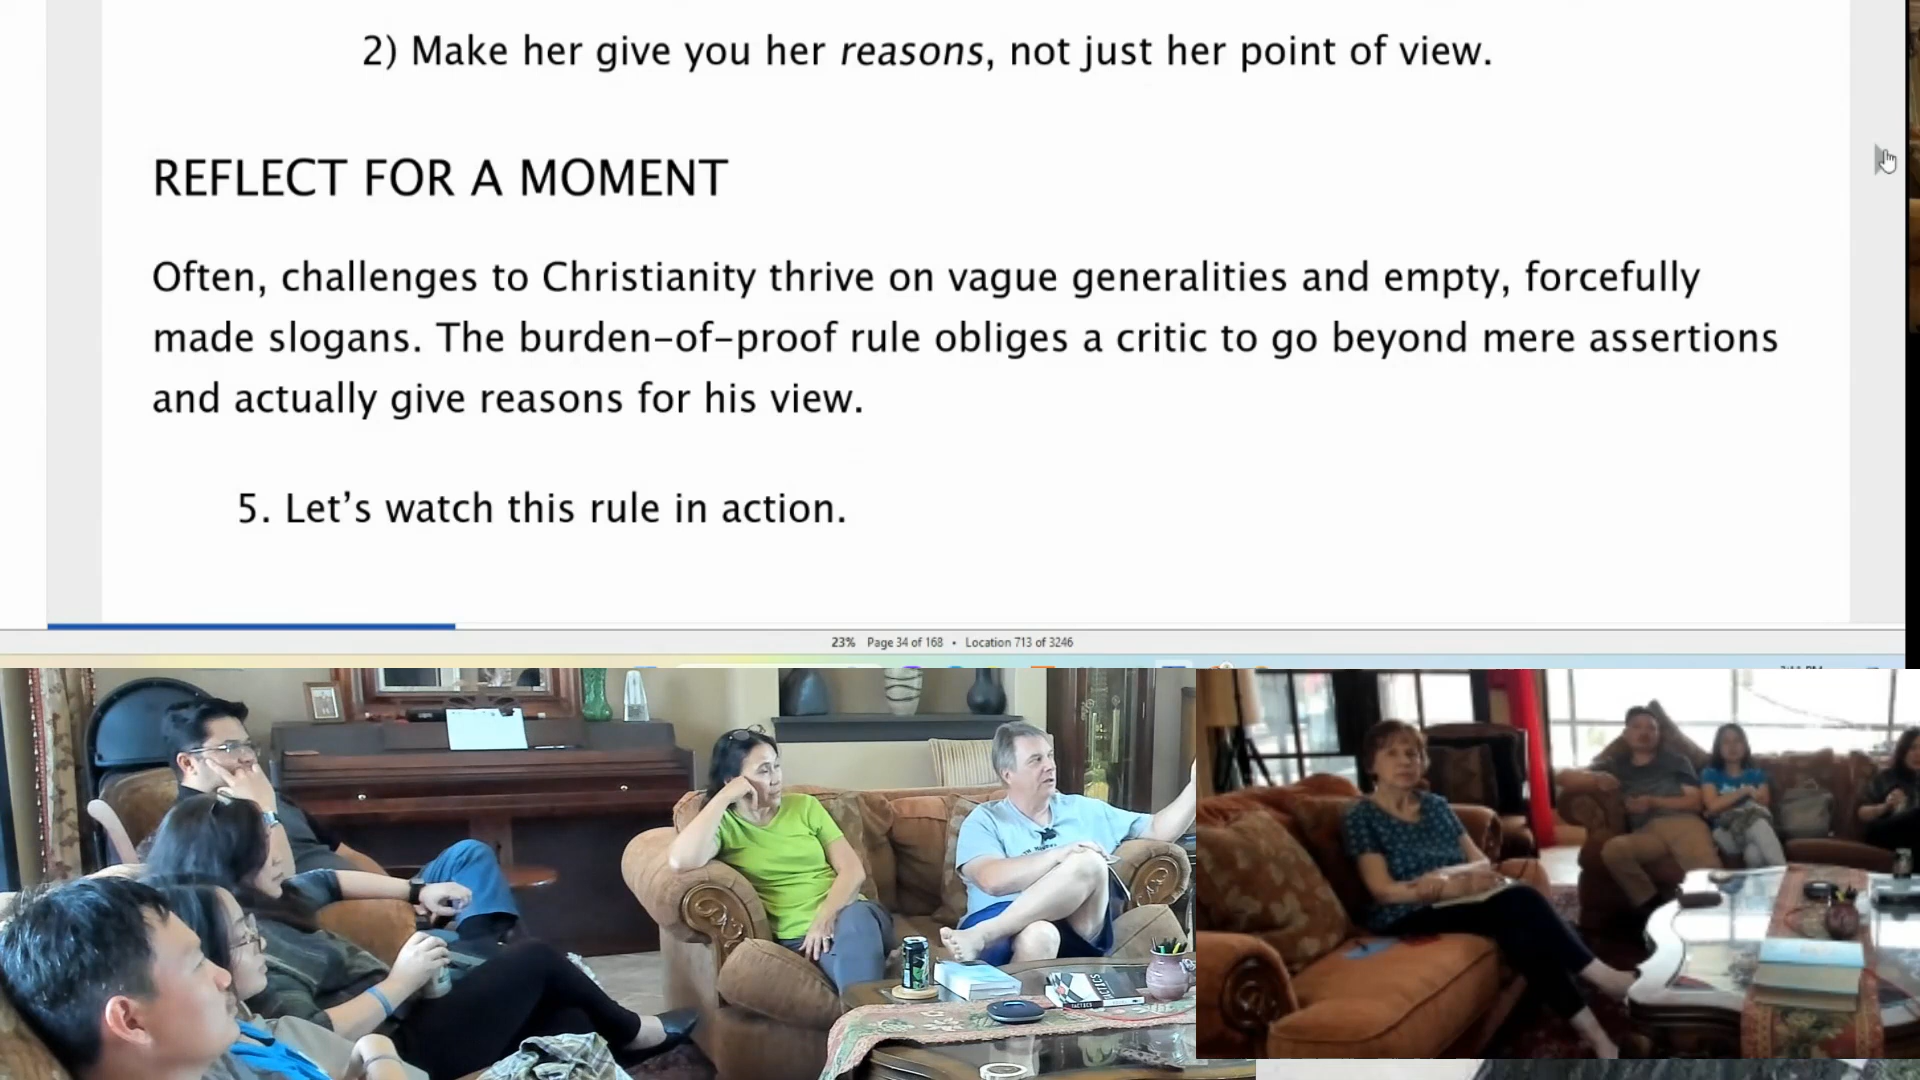 2) Make her give you her reasons, not just her point of view.
REFLECT FOR A MOMENT
Often, challenges to Christianity thrive on vague generalities and empty, forcefully
made slogans. The burden-of-proof rule obliges a critic to go beyond mere assertions
and actually give reasons for his view.
5. Let’s watch this rule in action.
23% Page 34 of 168 • Location 713 of 3246
TACTICS
TACTICS